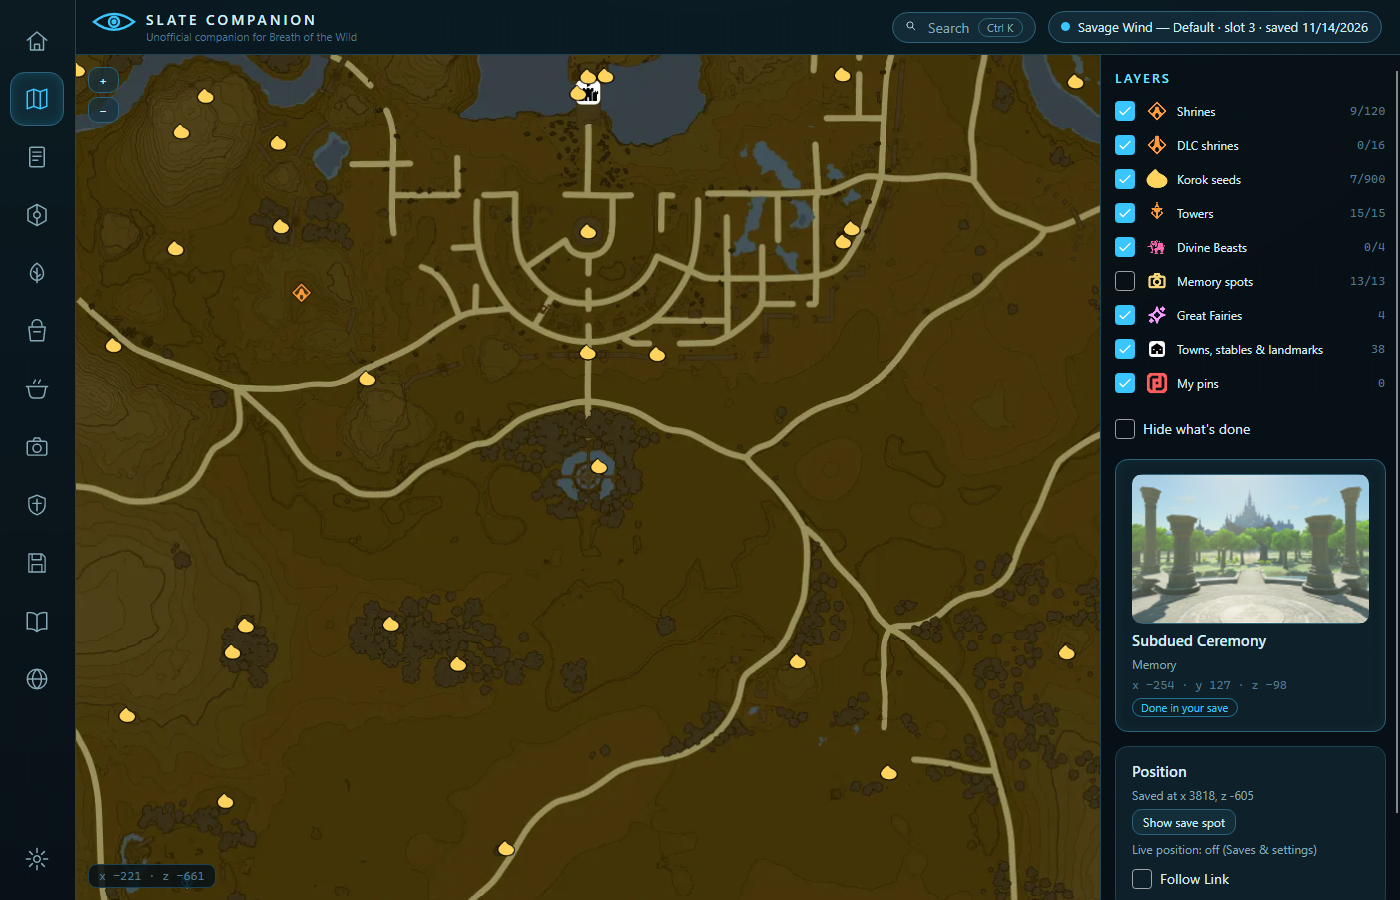 SLATE COMPANION
Unofficial companion for Breath of the Wild
Search Ctrl K
Savage Wind — Default · slot 3 · saved 11/14/2026
+
−
LAYERS
Shrines 9/120
DLC shrines 0/16
Korok seeds 7/900
Towers 15/15
Divine Beasts 0/4
Memory spots 13/13
Great Fairies 4
Towns, stables & landmarks 38
My pins 0
Hide what's done
Subdued Ceremony
Memory
x −254 · y 127 · z −98
Done in your save
Position
Saved at x 3818, z -605
Show save spot
Live position: off (Saves & settings)
Follow Link
x −221 · z −661